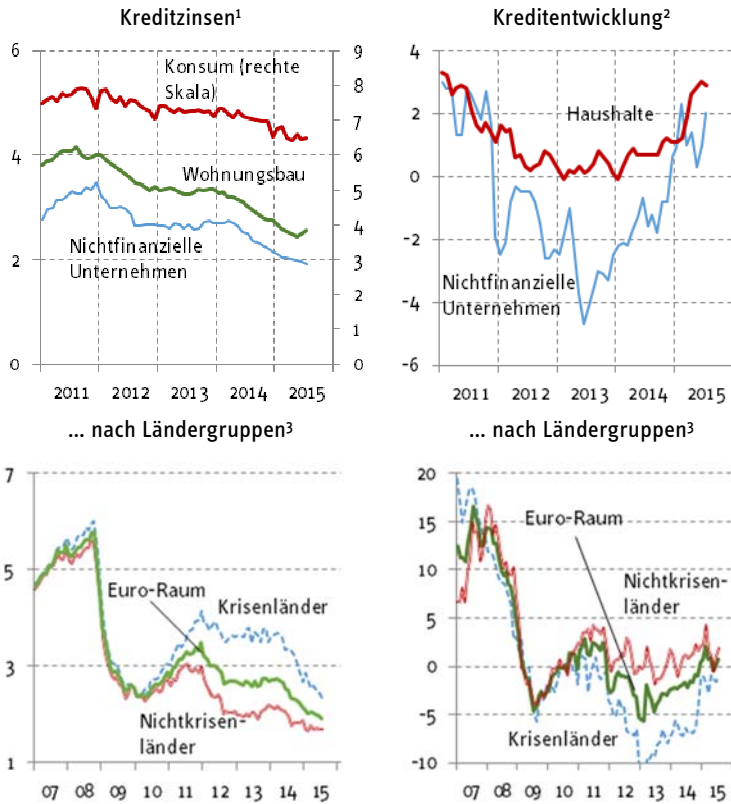 Kreditzinsen¹
6
4
2
0
9
8
7
6
5
4
3
2
1
0
Konsum (rechte
Skala)
Wohnungsbau
Nichtfinanzielle
Unternehmen
2011 2012 2013 2014 2015
Kreditentwicklung²
4
2
0
-2
-4
-6
Haushalte
Nichtfinanzielle
Unternehmen
2011 2012 2013 2014 2015
... nach Ländergruppen³
7
5
3
1
Euro-Raum
Krisenländer
Nichtkrisen-
länder
07 08 09 10 11 12 13 14 15
... nach Ländergruppen³
20
15
10
5
0
-5
-10
Euro-Raum
Nichtkrisen-
länder
Krisenländer
07 08 09 10 11 12 13 14 15